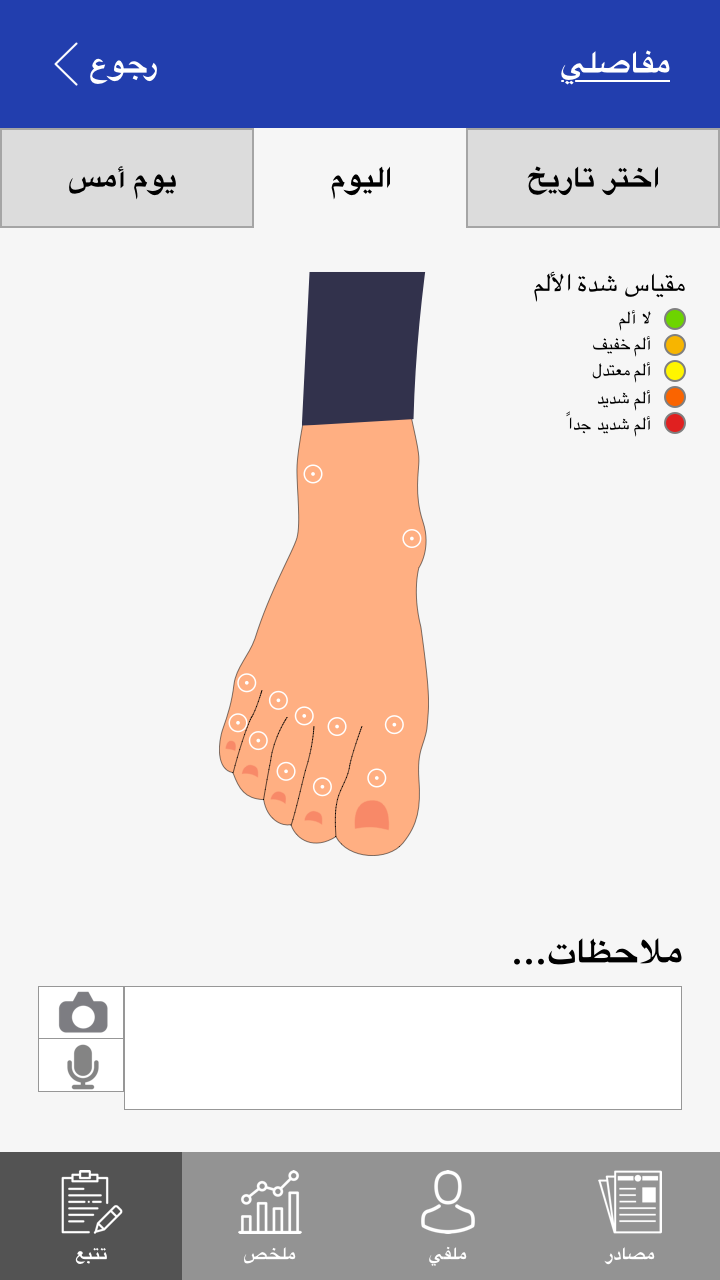 مفاصلي
رجوع
اختر تاريخ
اليوم
يوم أمس
مقياس شدة الألم
لا ألم
ألم خفيف
ألم معتدل
ألم شديد
ألم شديد جداً
ملاحظات...
مصادر
ملفي
ملخص
تتبع